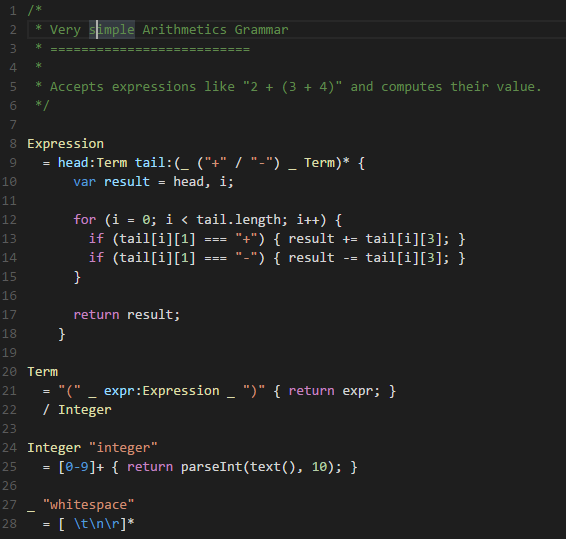 1 /*
2  * Very simple Arithmetics Grammar
3  * ==========================
4  *
5  * Accepts expressions like "2 + (3 + 4)" and computes their value.
6  */
7
8 Expression
9   = head:Term tail:(_ ("+" / "-") _ Term)* {
10       var result = head, i;
11
12       for (i = 0; i < tail.length; i++) {
13         if (tail[i][1] === "+") { result += tail[i][3]; }
14         if (tail[i][1] === "-") { result -= tail[i][3]; }
15       }
16
17       return result;
18     }
19
20 Term
21   = "(" _ expr:Expression _ ")" { return expr; }
22   / Integer
23
24 Integer "integer"
25   = [0-9]+ { return parseInt(text(), 10); }
26
27 _ "whitespace"
28   = [ \t\n\r]*